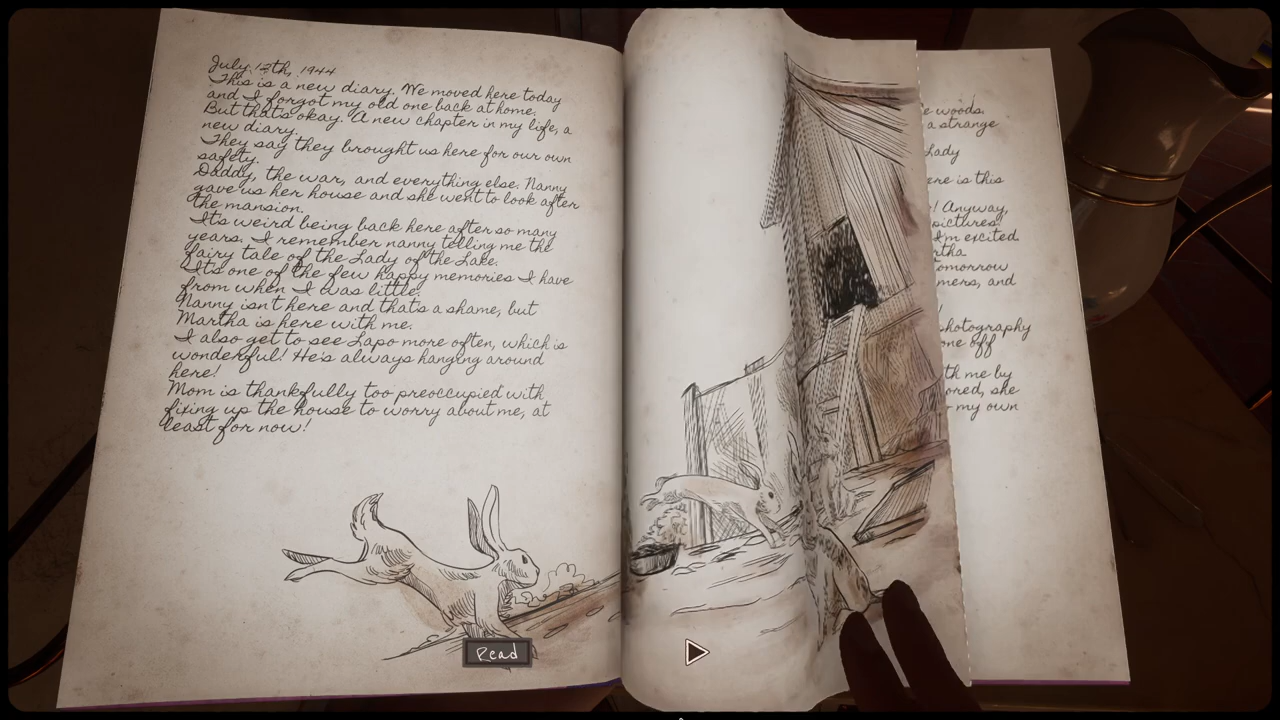 July 12th, 1944
This is a new diary. We moved here today
and I forgot my old one back at home.
But that's okay. A new chapter in my life, a
new diary.
They say they brought us here for our own
safety.
Daddy, the war, and everything else. Nanny
gave us her house and she went to look after
the mansion.
It's weird being back here after so many
years. I remember nanny telling me the
fairy tale of the Lady of the Lake.
It's one of the few happy memories I have
from when I was little.
Nanny isn't here and that's a shame, but
Martha is here with me.
I also get to see Lapo more often, which is
wonderful! He's always hanging around
here!
Mom is thankfully too preoccupied with
fixing up the house to worry about me, at
least for now!
Read
woods.
a strange
Lady
is this
! Anyway,
pictures.
I'm excited.
mers, and
photography
one off
me by
she
my own